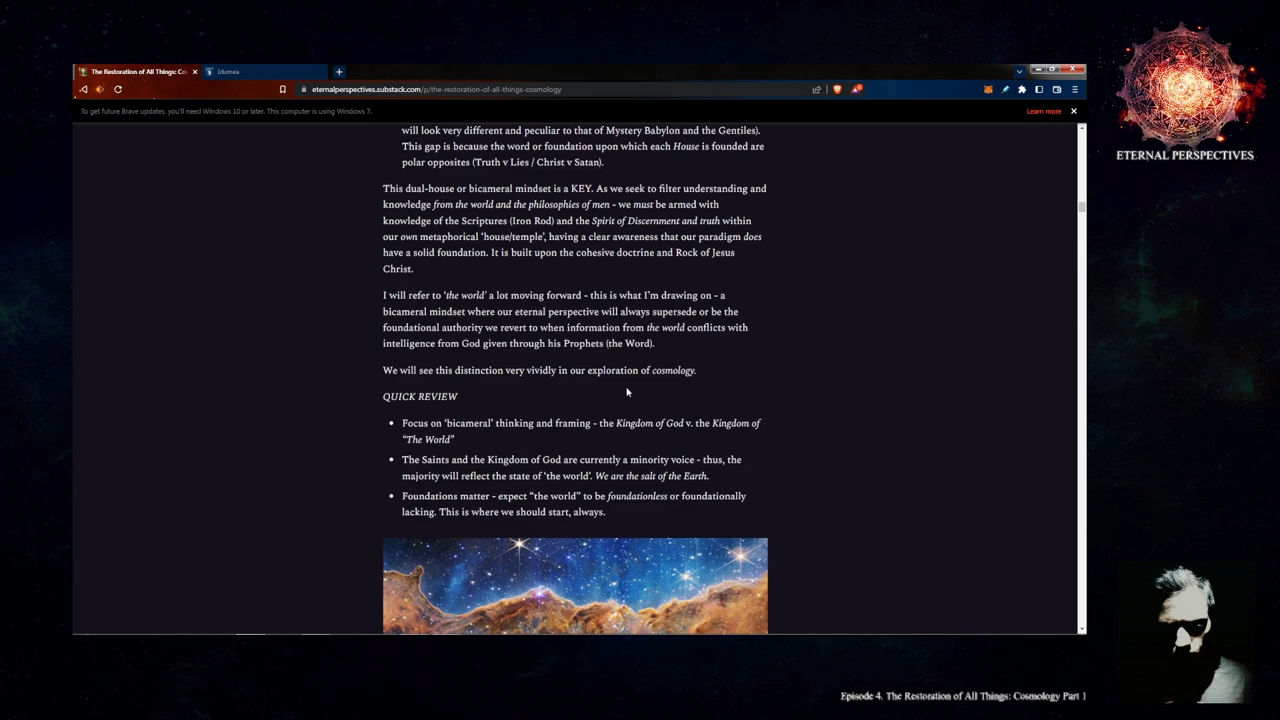 The Restoration of All Things: Co
Idumea
eternalperspectives.substack.com/p/the-restoration-of-all-things-cosmology
To get future Brave updates, you'll need Windows 10 or later. This computer is using Windows 7.
Learn more
will look very different and peculiar to that of Mystery Babylon and the Gentiles).
This gap is because the word or foundation upon which each House is founded are
polar opposites (Truth v Lies / Christ v Satan).
This dual-house or bicameral mindset is a KEY. As we seek to filter understanding and
knowledge from the world and the philosophies of men - we must be armed with
knowledge of the Scriptures (Iron Rod) and the Spirit of Discernment and truth within
our own metaphorical ‘house/temple’, having a clear awareness that our paradigm does
have a solid foundation. It is built upon the cohesive doctrine and Rock of Jesus
Christ.
I will refer to ‘the world’ a lot moving forward - this is what I’m drawing on - a
bicameral mindset where our eternal perspective will always supersede or be the
foundational authority we revert to when information from the world conflicts with
intelligence from God given through his Prophets (the Word).
We will see this distinction very vividly in our exploration of cosmology.
QUICK REVIEW
Focus on ‘bicameral’ thinking and framing - the Kingdom of God v. the Kingdom of
“The World”
The Saints and the Kingdom of God are currently a minority voice - thus, the
majority will reflect the state of ‘the world’. We are the salt of the Earth.
Foundations matter - expect “the world” to be foundationless or foundationally
lacking. This is where we should start, always.
ETERNAL PERSPECTIVES
Episode 4. The Restoration of All Things: Cosmology Part 1